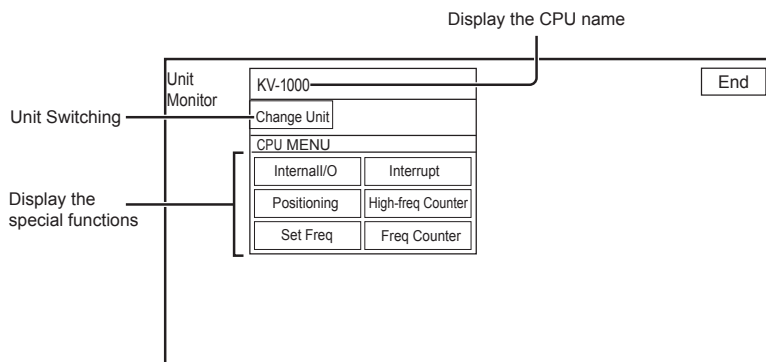 Display the CPU name
Unit
Monitor
KV-1000
End
Unit Switching
Change Unit
CPU MENU
Internall/O
Interrupt
Display the
special functions
Positioning
High-freq Counter
Set Freq
Freq Counter